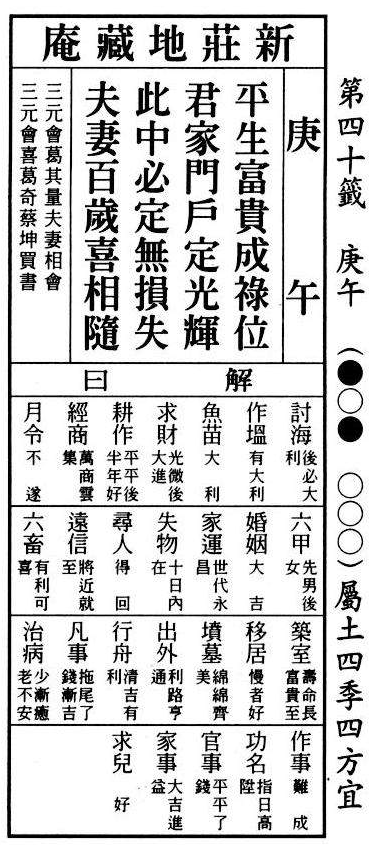 第四十籤 庚午 (●○● ○○○)屬土四季四方宜
新莊地藏庵
庚午
平生富貴成祿位
君家門戶定光輝
此中必定無損失
夫妻百歲喜相隨
三元會葛其量夫妻相會
三元會喜葛奇蔡坤買書
解曰
討海 後必大利
作塭 有大利
魚苗 大利
求財 光微後大進
耕作 平平後半年好
經商 萬商雲集
月令 不遂
六甲 先男後女
婚姻 大吉
家運 世代永昌
失物 十日內在
尋人 得回
遠信 將近就至
六畜 有利可喜
築室 壽命長富貴至
移居 慢者好
墳墓 綿綿齊美
出外 利路亨通
行舟 清吉有利
凡事 拖尾了錢漸吉
治病 少漸癒老不安
作事 難成
功名 指日高陞
官事 平平了錢
家事 大吉進益
求兒 好